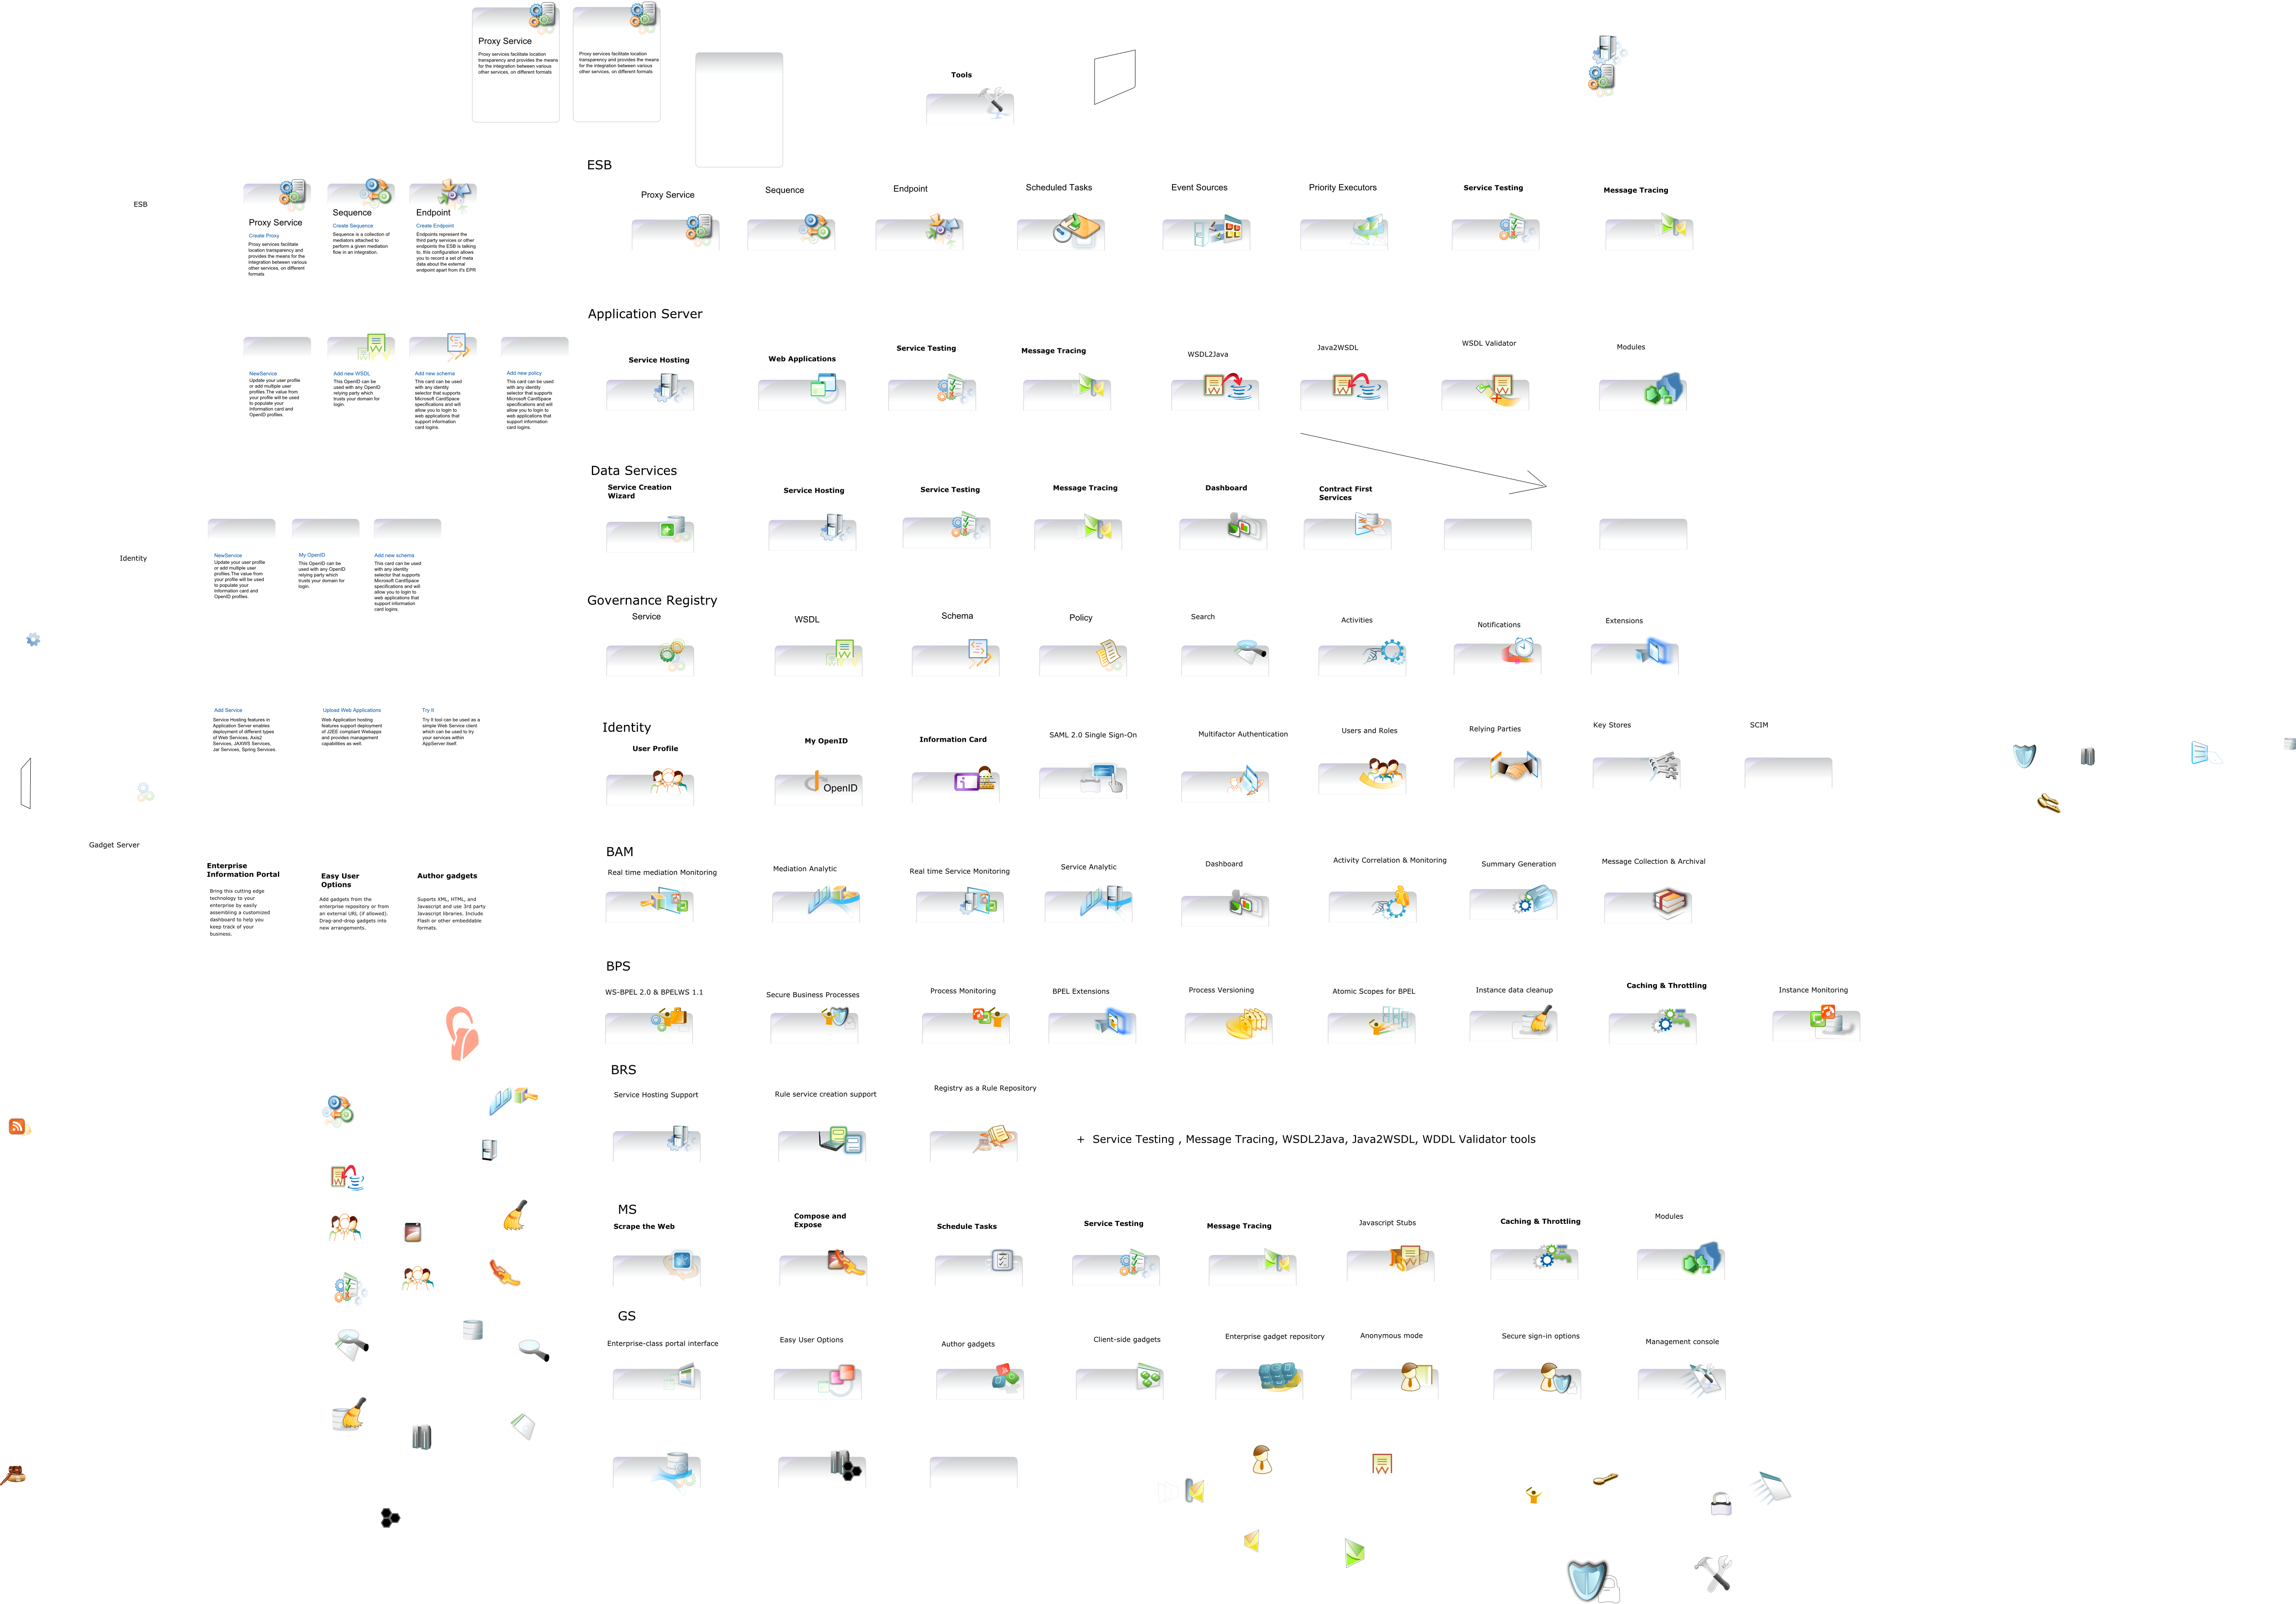 Proxy Service
Proxy services facilitate location
transparency and provides the means
for the integration between various
other services, on different formats
Proxy services facilitate location
transparency and provides the means
for the integration between various
other services, on different formats
Tools
ESB
Proxy Service
Create Proxy
Proxy services facilitate
location transparency and
provides the means for the
integration between various
other services, on different
formats
Sequence
Create Sequence
Sequence is a collection of
mediators attached to
perform a given mediation
flow in an integration.
Endpoint
Create Endpoint
Endpoints represent the
third party services or other
endpoints the ESB is talking
to, this configuration allows
you to record a set of meta
data about the external
endpoint apart from it's EPR
ESB
Proxy Service
Sequence
Endpoint
Scheduled Tasks
Event Sources
Priority Executors
Service Testing
Message Tracing
NewService
Update your user profile
or add multiple user
profiles.The value from
your profile will be used
to populate your
Information card and
OpenID profiles.
Add new WSDL
This OpenID can be
used with any OpenID
relying party which
trusts your domain for
login.
Add new schema
This card can be used
with any identity
selector that supports
Microsoft CardSpace
specifications and will
allow you to login to
web applications that
support information
card logins.
Add new policy
This card can be used
with any identity
selector that supports
Microsoft CardSpace
specifications and will
allow you to login to
web applications that
support information
card logins.
Application Server
Service Hosting
Web Applications
Service Testing
Message Tracing
WSDL2Java
Java2WSDL
WSDL Validator
Modules
Data Services
Service Creation
Wizard
Service Hosting
Service Testing
Message Tracing
Dashboard
Contract First
Services
Identity
NewService
Update your user profile
or add multiple user
profiles.The value from
your profile will be used
to populate your
Information card and
OpenID profiles.
My OpenID
This OpenID can be
used with any OpenID
relying party which
trusts your domain for
login.
Add new schema
This card can be used
with any identity
selector that supports
Microsoft CardSpace
specifications and will
allow you to login to
web applications that
support information
card logins.
Governance Registry
Service
WSDL
Schema
Policy
Search
Activities
Notifications
Extensions
Add Service
Service Hosting features in
Application Server enables
deployment of different types
of Web Services. Axis2
Services, JAXWS Services,
Jar Services, Spring Services.
Upload Web Applications
Web Application hosting
features support deployment
of J2EE compliant Webapps
and provides management
capabilities as well.
Try It
Try It tool can be used as a
simple Web Service client
which can be used to try
your services within
AppServer itself.
Identity
User Profile
My OpenID
OpenID
Information Card
SAML 2.0 Single Sign-On
Multifactor Authentication
Users and Roles
Relying Parties
Key Stores
SCIM
Gadget Server
Enterprise
Information Portal
Bring this cutting edge
technology to your
enterprise by easily
assembling a customized
dashboard to help you
keep track of your
business.
Easy User
Options
Add gadgets from the
enterprise repository or from
an external URL (if allowed).
Drag-and-drop gadgets into
new arrangements.
Author gadgets
Suports XML, HTML, and
Javascript and use 3rd party
Javascript libraries. Include
Flash or other embeddable
formats.
BAM
Real time mediation Monitoring
Mediation Analytic
Real time Service Monitoring
Service Analytic
Dashboard
Activity Correlation & Monitoring
Summary Generation
Message Collection & Archival
BPS
WS-BPEL 2.0 & BPELWS 1.1
Secure Business Processes
Process Monitoring
BPEL Extensions
Process Versioning
Atomic Scopes for BPEL
Instance data cleanup
Caching & Throttling
Instance Monitoring
BRS
Service Hosting Support
Rule service creation support
Registry as a Rule Repository
+ Service Testing , Message Tracing, WSDL2Java, Java2WSDL, WDDL Validator tools
MS
Scrape the Web
Compose and
Expose
Schedule Tasks
Service Testing
Message Tracing
Javascript Stubs
Caching & Throttling
Modules
GS
Enterprise-class portal interface
Easy User Options
Author gadgets
Client-side gadgets
Enterprise gadget repository
Anonymous mode
Secure sign-in options
Management console